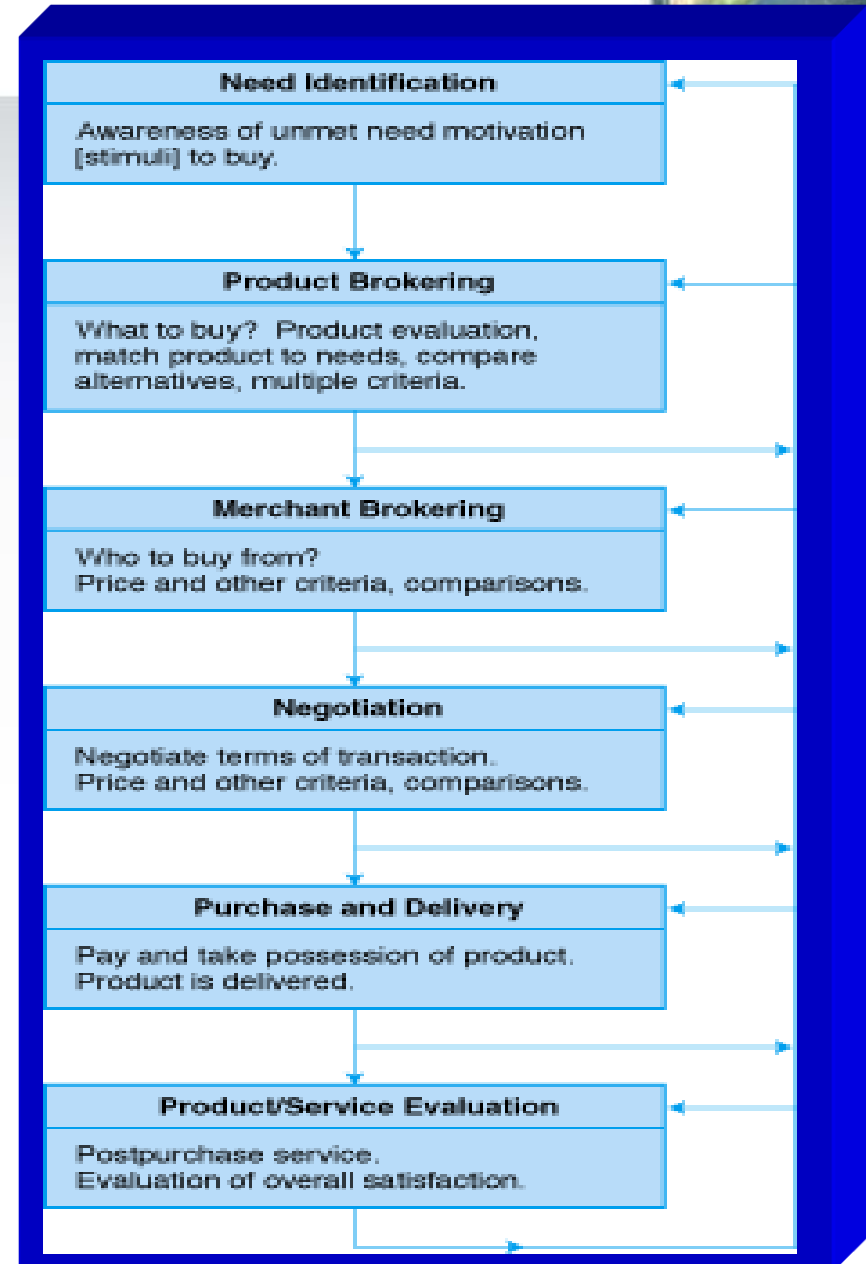 Need Identification
Awareness of unmet need motivation
[stimuli] to buy.
Product Brokering
What to buy? Product evaluation,
match product to needs, compare
alternatives, multiple criteria.
Merchant Brokering
Who to buy from?
Price and other criteria, comparisons.
Negotiation
Negotiate terms of transaction.
Price and other criteria, comparisons.
Purchase and Delivery
Pay and take possession of product.
Product is delivered.
Product/Service Evaluation
Postpurchase service.
Evaluation of overall satisfaction.